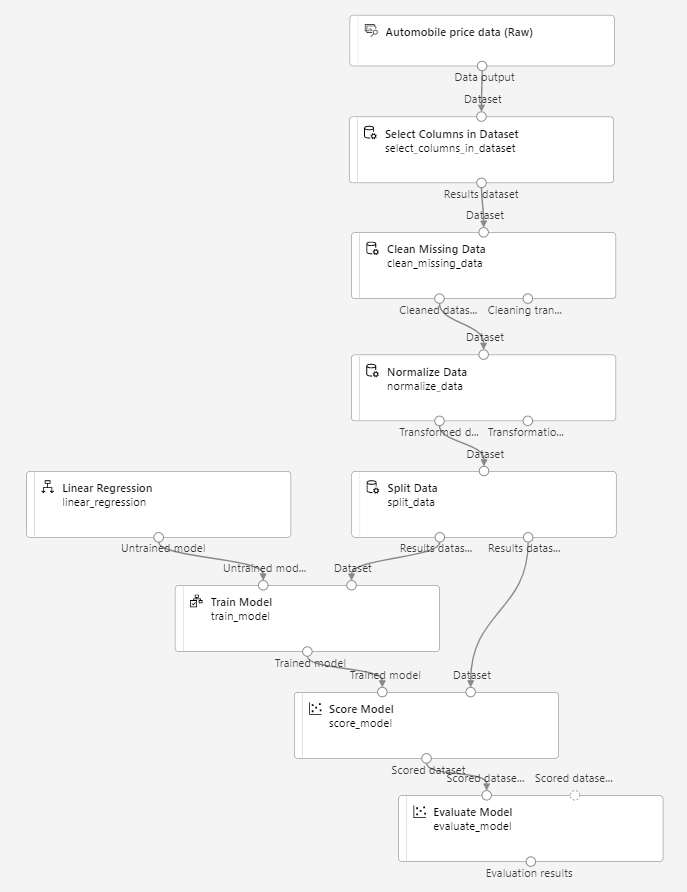 Automobile price data (Raw)
Data output
Dataset
Select Columns in Dataset
select_columns_in_dataset
Results dataset
Dataset
Clean Missing Data
clean_missing_data
Cleaned datas... Cleaning tran...
Dataset
Normalize Data
normalize_data
Transformed d... Transformatio...
Dataset
Linear Regression
linear_regression
Untrained model
Split Data
split_data
Results datas... Results datas...
Untrained mod... Dataset
Train Model
train_model
Trained model
Trained model Dataset
Score Model
score_model
Scored dataset
Scored datase... Scored datase...
Evaluate Model
evaluate_model
Evaluation results